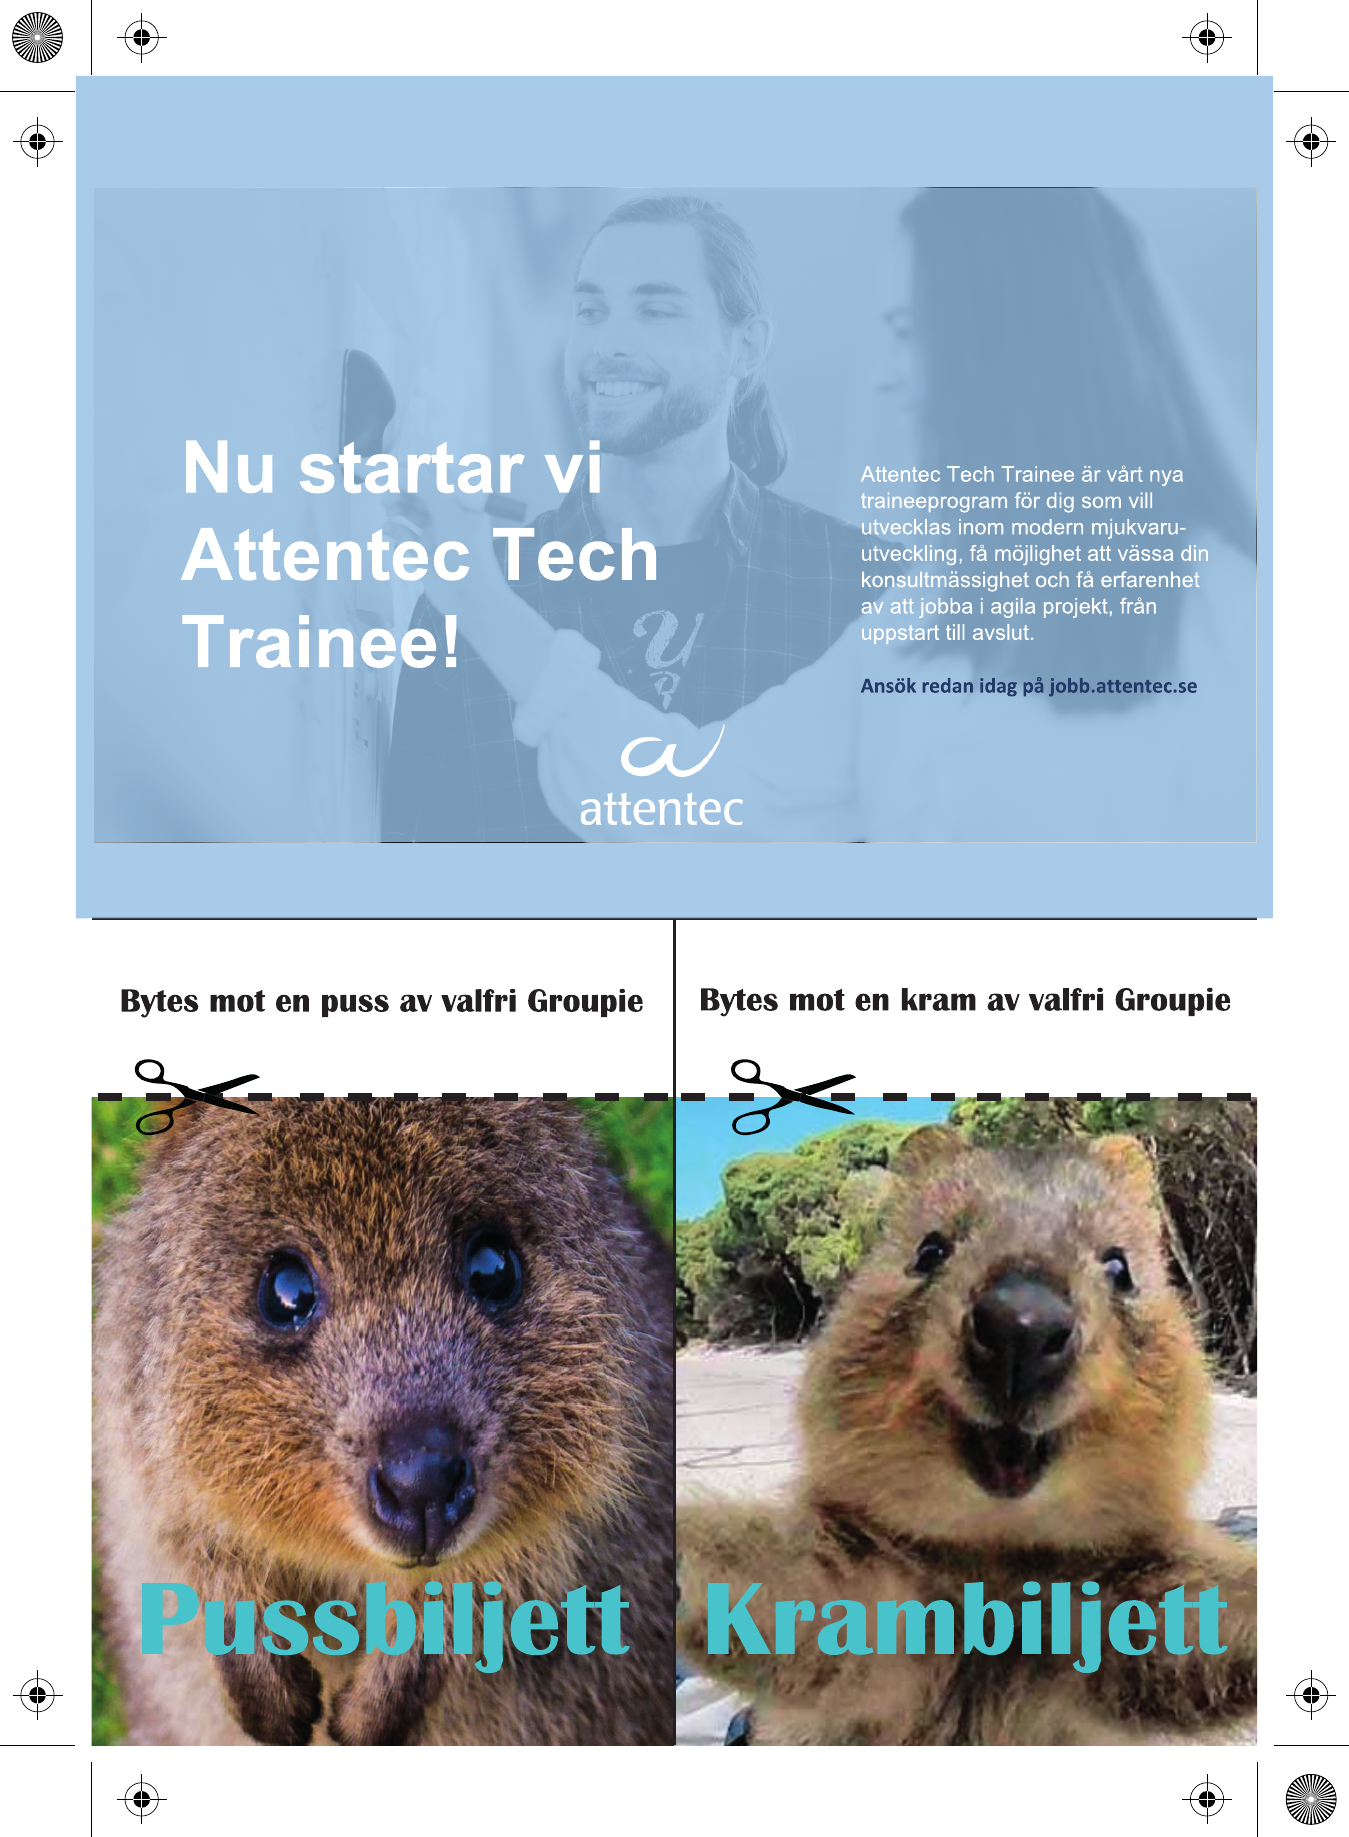 Nu startar vi
Attentec Tech
Trainee!
Attentec Tech Trainee är vårt nya
traineeprogram för dig som vill
utvecklas inom modern mjukvaru-
utveckling, få möjlighet att vässa din
konsultmässighet och få erfarenhet
av att jobba i agila projekt, från
uppstart till avslut.
Ansök redan idag på jobb.attentec.se
attentec
Bytes mot en puss av valfri Groupie
Bytes mot en kram av valfri Groupie
Pussbiljett
Krambiljett